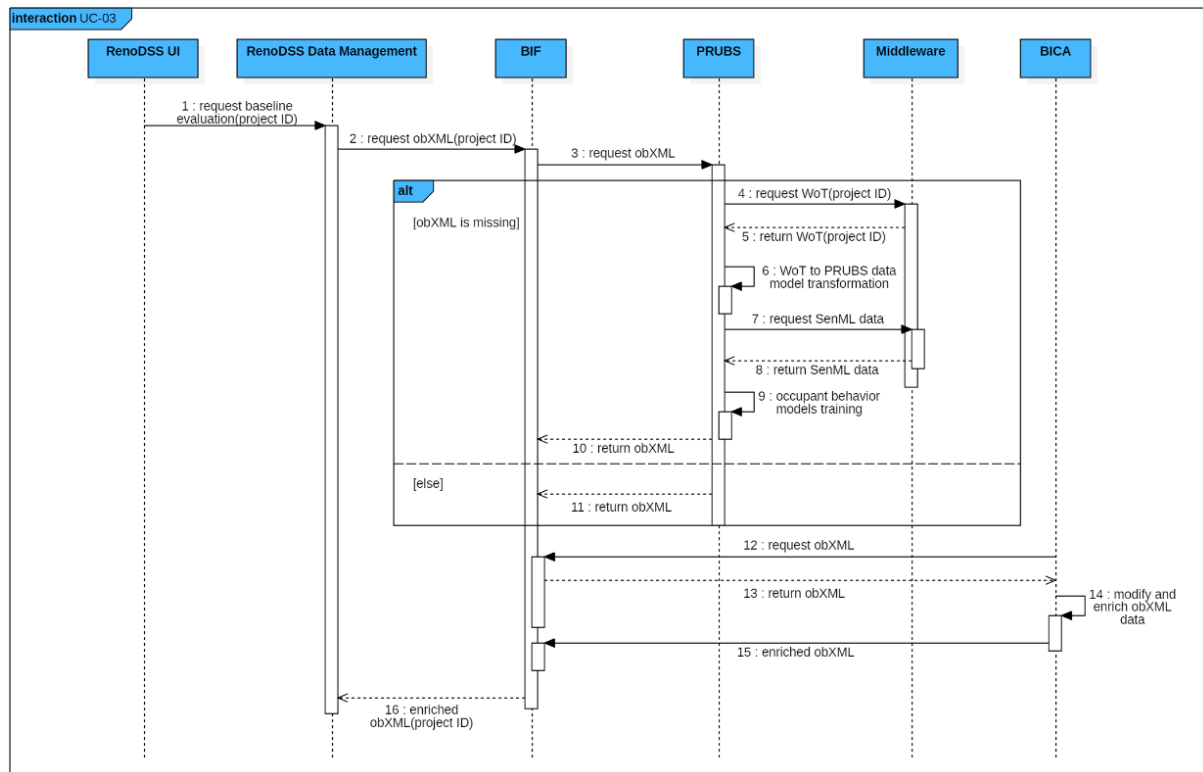 interaction UC-03
RenoDSS UI
RenoDSS Data Management
BIF
PRUBS
Middleware
BICA
1 : request baseline
evaluation(project ID)
2 : request obXML(project ID)
3 : request obXML
alt
4 : request WoT(project ID)
[obXML is missing]
5 : return WoT(project ID)
6 : WoT to PRUBS data
model transformation
7 : request SenML data
8 : return SenML data
9 : occupant behavior
models training
10 : return obXML
[else]
11 : return obXML
12 : request obXML
13 : return obXML
14 : modify and
enrich obXML
data
15 : enriched obXML
16 : enriched
obXML(project ID)